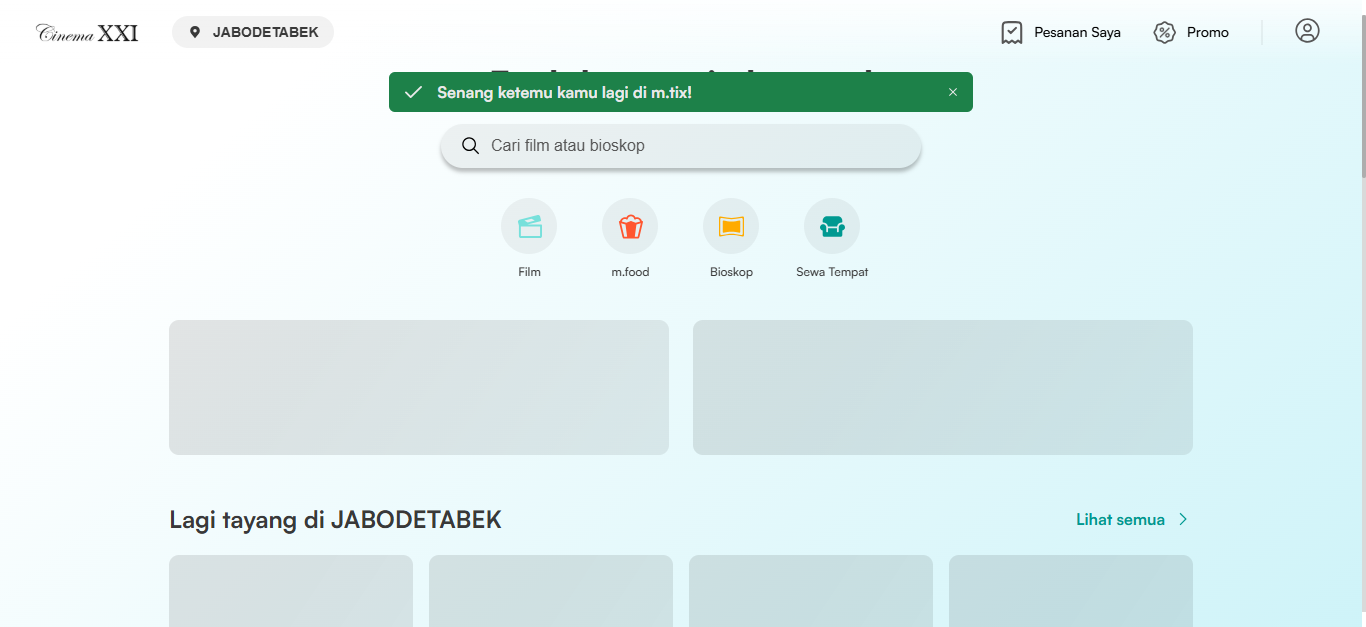 Cinema XXI
JABODETABEK
Pesanan Saya
Promo
Senang ketemu kamu lagi di m.tix!
Cari film atau bioskop
Film
m.food
Bioskop
Sewa Tempat
Lagi tayang di JABODETABEK
Lihat semua